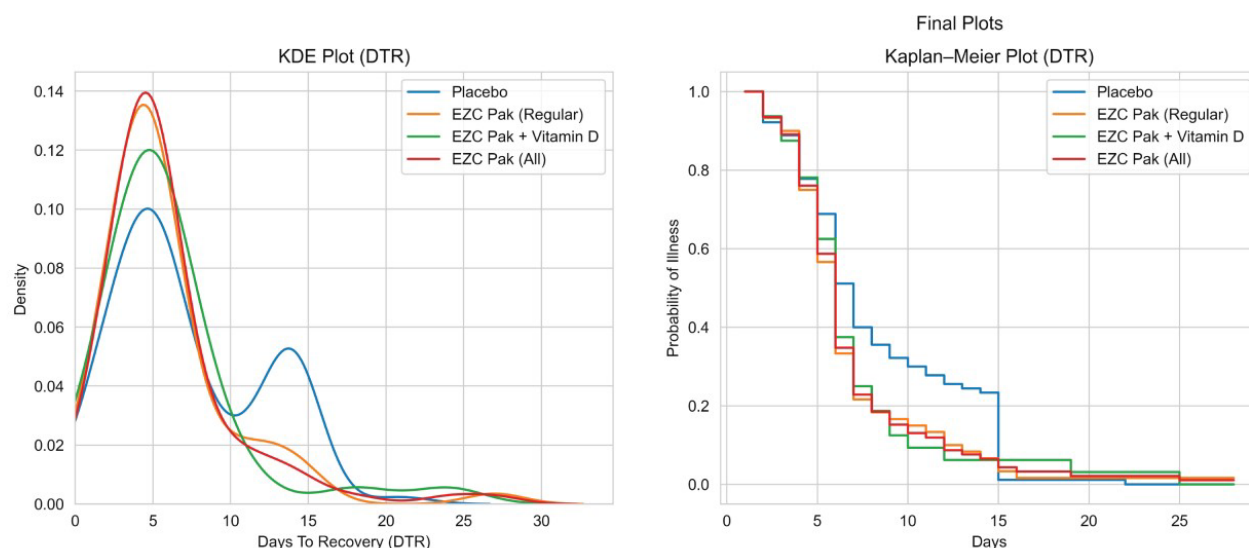 Final Plots
KDE Plot (DTR)
0.14
0.12
0.10
0.08
0.06
0.04
0.02
0.00
Density
Placebo
EZC Pak (Regular)
EZC Pak + Vitamin D
EZC Pak (All)
0 5 10 15 20 25 30
Days To Recovery (DTR)
Kaplan–Meier Plot (DTR)
1.0
0.8
0.6
0.4
0.2
0.0
Probability of Illness
Placebo
EZC Pak (Regular)
EZC Pak + Vitamin D
EZC Pak (All)
0 5 10 15 20 25
Days